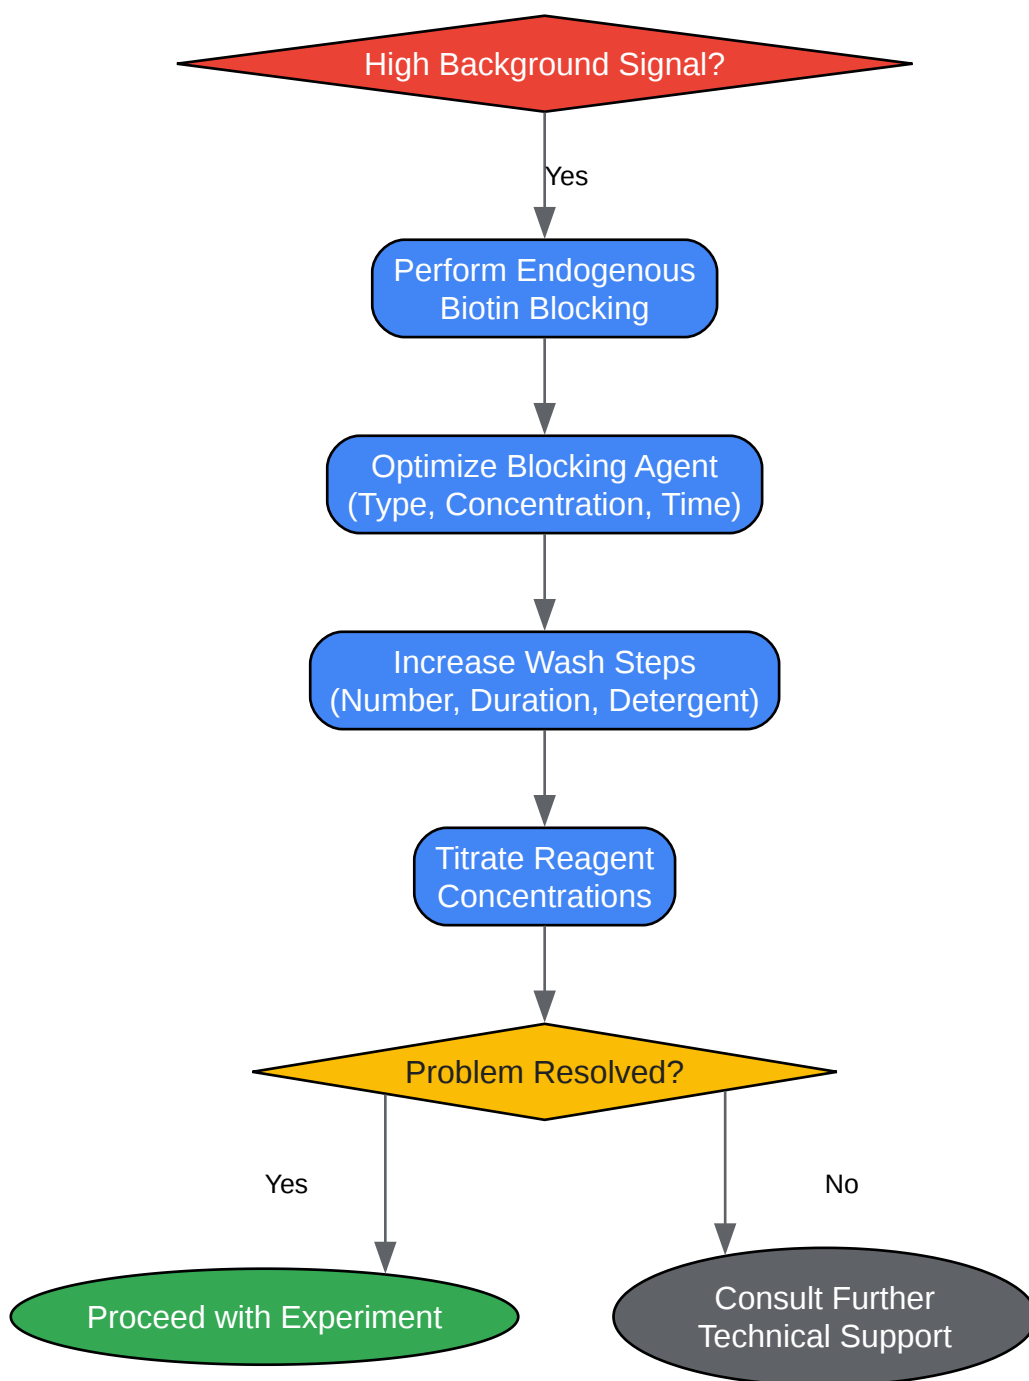 High Background Signal?
Yes
Perform Endogenous
Biotin Blocking
Optimize Blocking Agent
(Type, Concentration, Time)
Increase Wash Steps
(Number, Duration, Detergent)
Titrate Reagent
Concentrations
Problem Resolved?
Yes
No
Proceed with Experiment
Consult Further
Technical Support